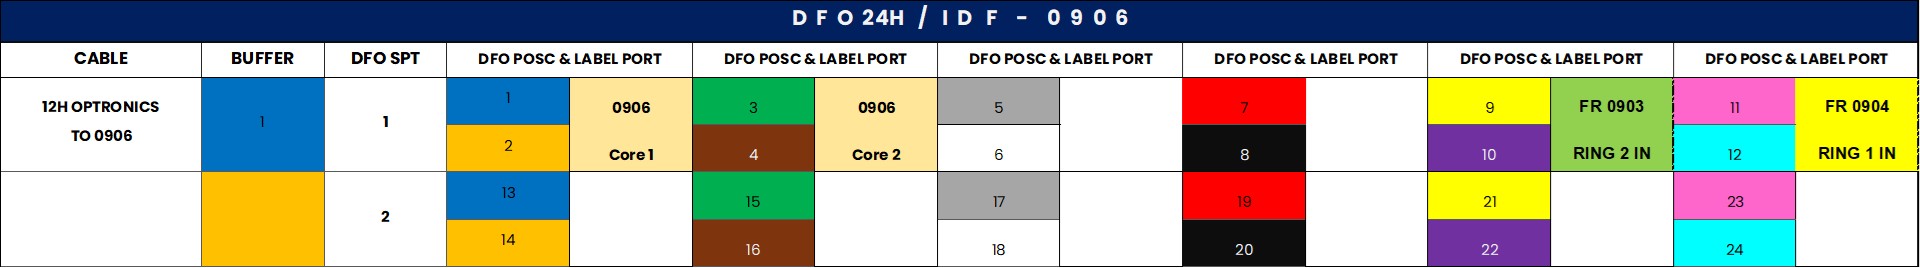 DFO 24H / IDF - 0906
CABLE BUFFER DFO SPT DFO POSC & LABEL PORT DFO POSC & LABEL PORT DFO POSC & LABEL PORT DFO POSC & LABEL PORT DFO POSC & LABEL PORT DFO POSC & LABEL PORT
12H OPTRONICS
TO 0906
1
1
1
2
0906
Core 1
3
4
0906
Core 2
5
6
7
8
9
10
FR 0903
RING 2 IN
11
12
FR 0904
RING 1 IN
2
13
14
15
16
17
18
19
20
21
22
23
24